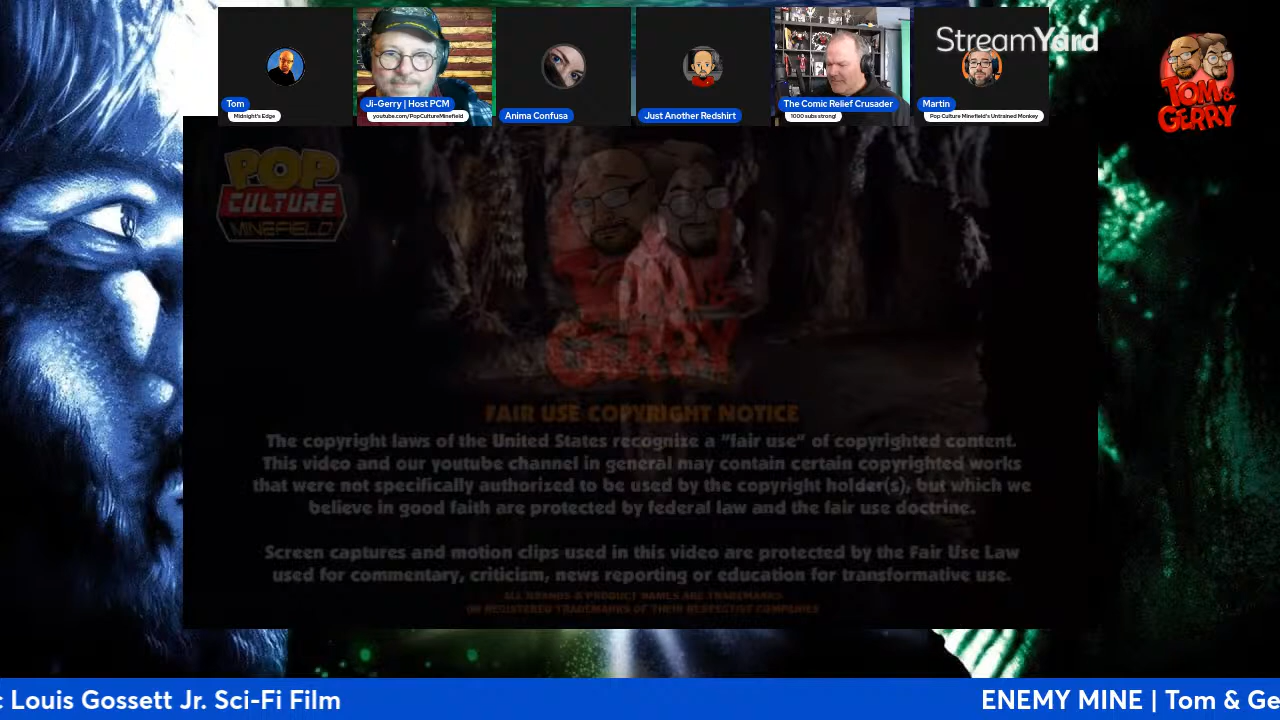 StreamYard
Tom
Midnight's Edge
Ji-Gerry | Host PCM
youtube.com/PopCultureMinefield
Anima Confusa
Just Another Redshirt
The Comic Relief Crusader
1000 subs strong!
Martin
Pop Culture Minefield's Untrained Monkey
TOM &
GERRY
POP
CULTURE
MINEFIELD
GERRY
FAIR USE COPYRIGHT NOTICE
The copyright laws of the United States recognize a "fair use" of copyrighted content.
This video and our youtube channel in general may contain certain copyrighted works
that were not specifically authorized to be used by the copyright holder(s), but which we
believe in good faith are protected by federal law and the fair use doctrine.
Screen captures and motion clips used in this video are protected by the Fair Use Law
used for commentary, criticism, news reporting or education for transformative use.
ALL BRANDS & PRODUCT NAMES ARE TRADEMARKS
OR REGISTERED TRADEMARKS OF THEIR RESPECTIVE COMPANIES
c Louis Gossett Jr. Sci-Fi Film
ENEMY MINE | Tom & Ge